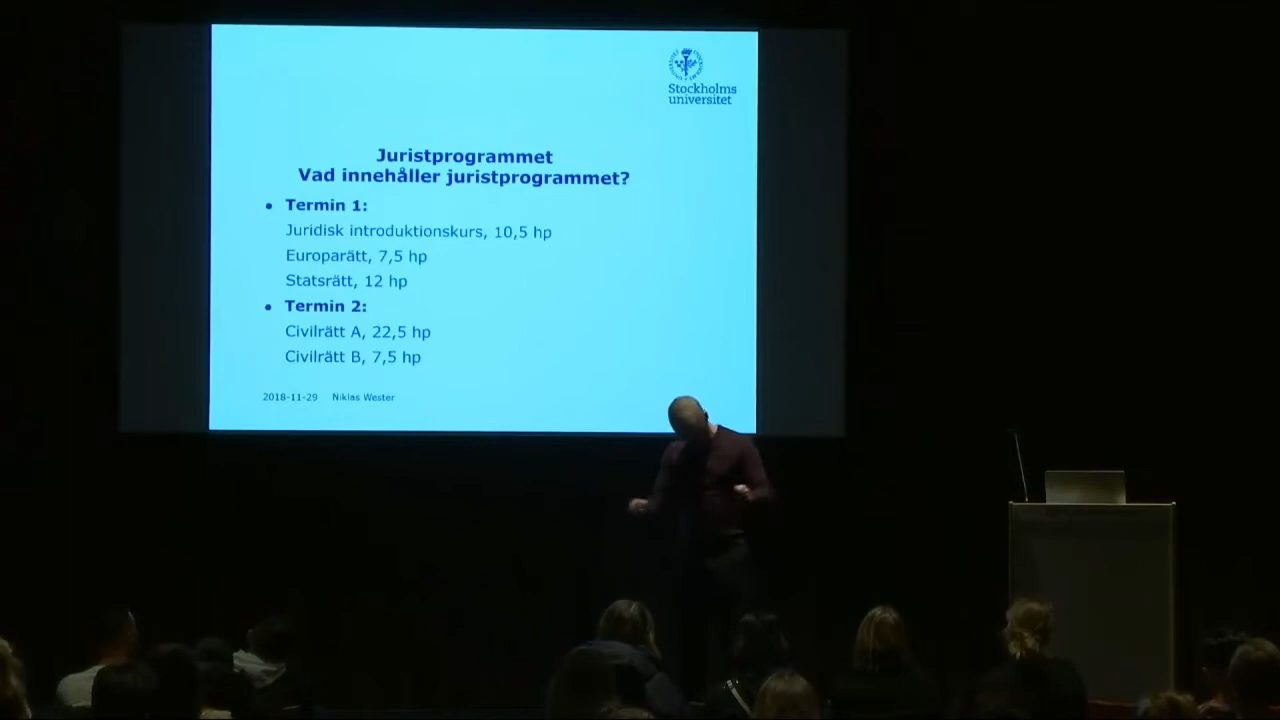 Stockholms
universitet
Juristprogrammet
Vad innehåller juristprogrammet?
• Termin 1:
Juridisk introduktionskurs, 10,5 hp
Europarätt, 7,5 hp
Statsrätt, 12 hp
• Termin 2:
Civilrätt A, 22,5 hp
Civilrätt B, 7,5 hp
2018-11-29 Niklas Wester